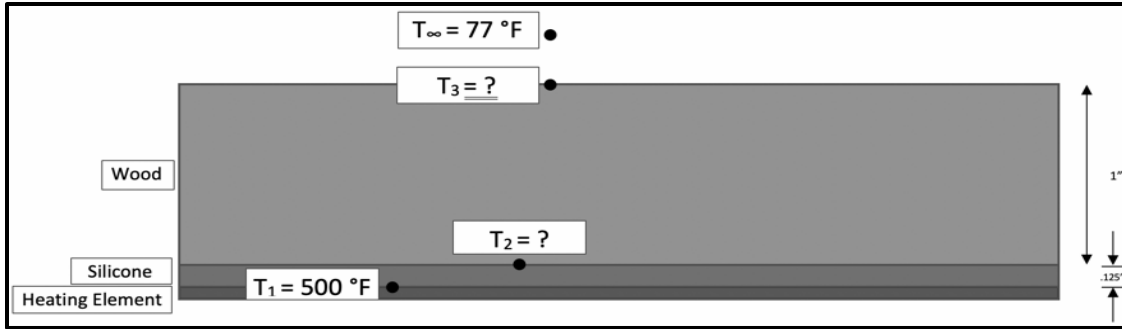 T∞ = 77 °F
T₃ = ?
Wood
1"
T₂ = ?
Silicone
.125"
T₁ = 500 °F
Heating Element